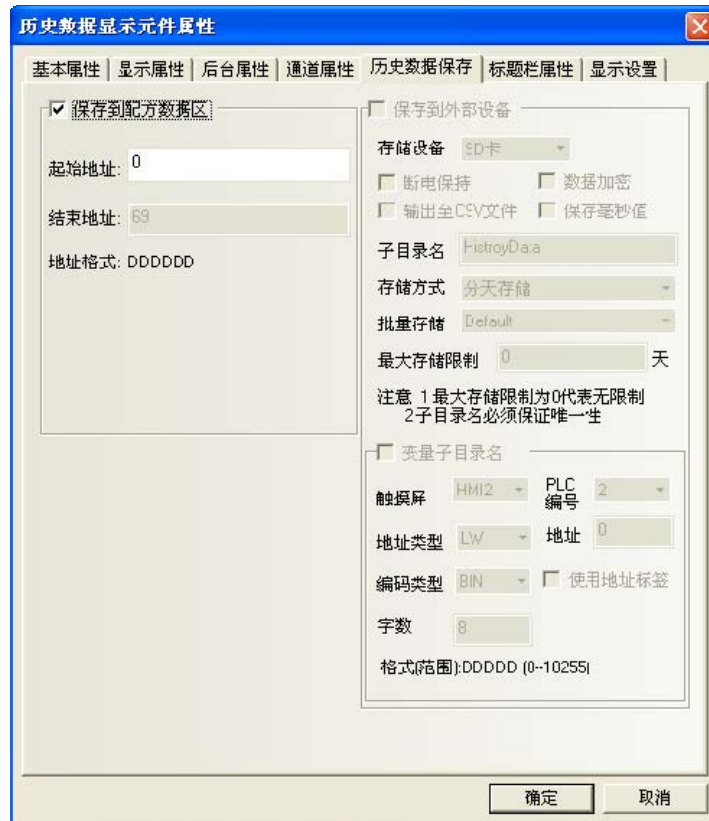 历史数据显示元件属性
基本属性 显示属性 后台属性 通道属性 历史数据保存 标题栏属性 显示设置
保存到配方数据区
起始地址: 0
结束地址: 69
地址格式: DDDDDD
保存到外部设备
存储设备 SD卡
断电保持 数据加密
输出至CSV文件 保存毫秒值
子目录名 HistroyData
存储方式 分天存储
批量存储 Default
最大存储限制 0 天
注意 1最大存储限制为0代表无限制
2子目录名必须保证唯一性
变量子目录名
触摸屏 HMI2 PLC编号 2
地址类型 LW 地址 0
编码类型 BIN 使用地址标签
字数 8
格式(范围):DDDDD (0--10255)
确定 取消